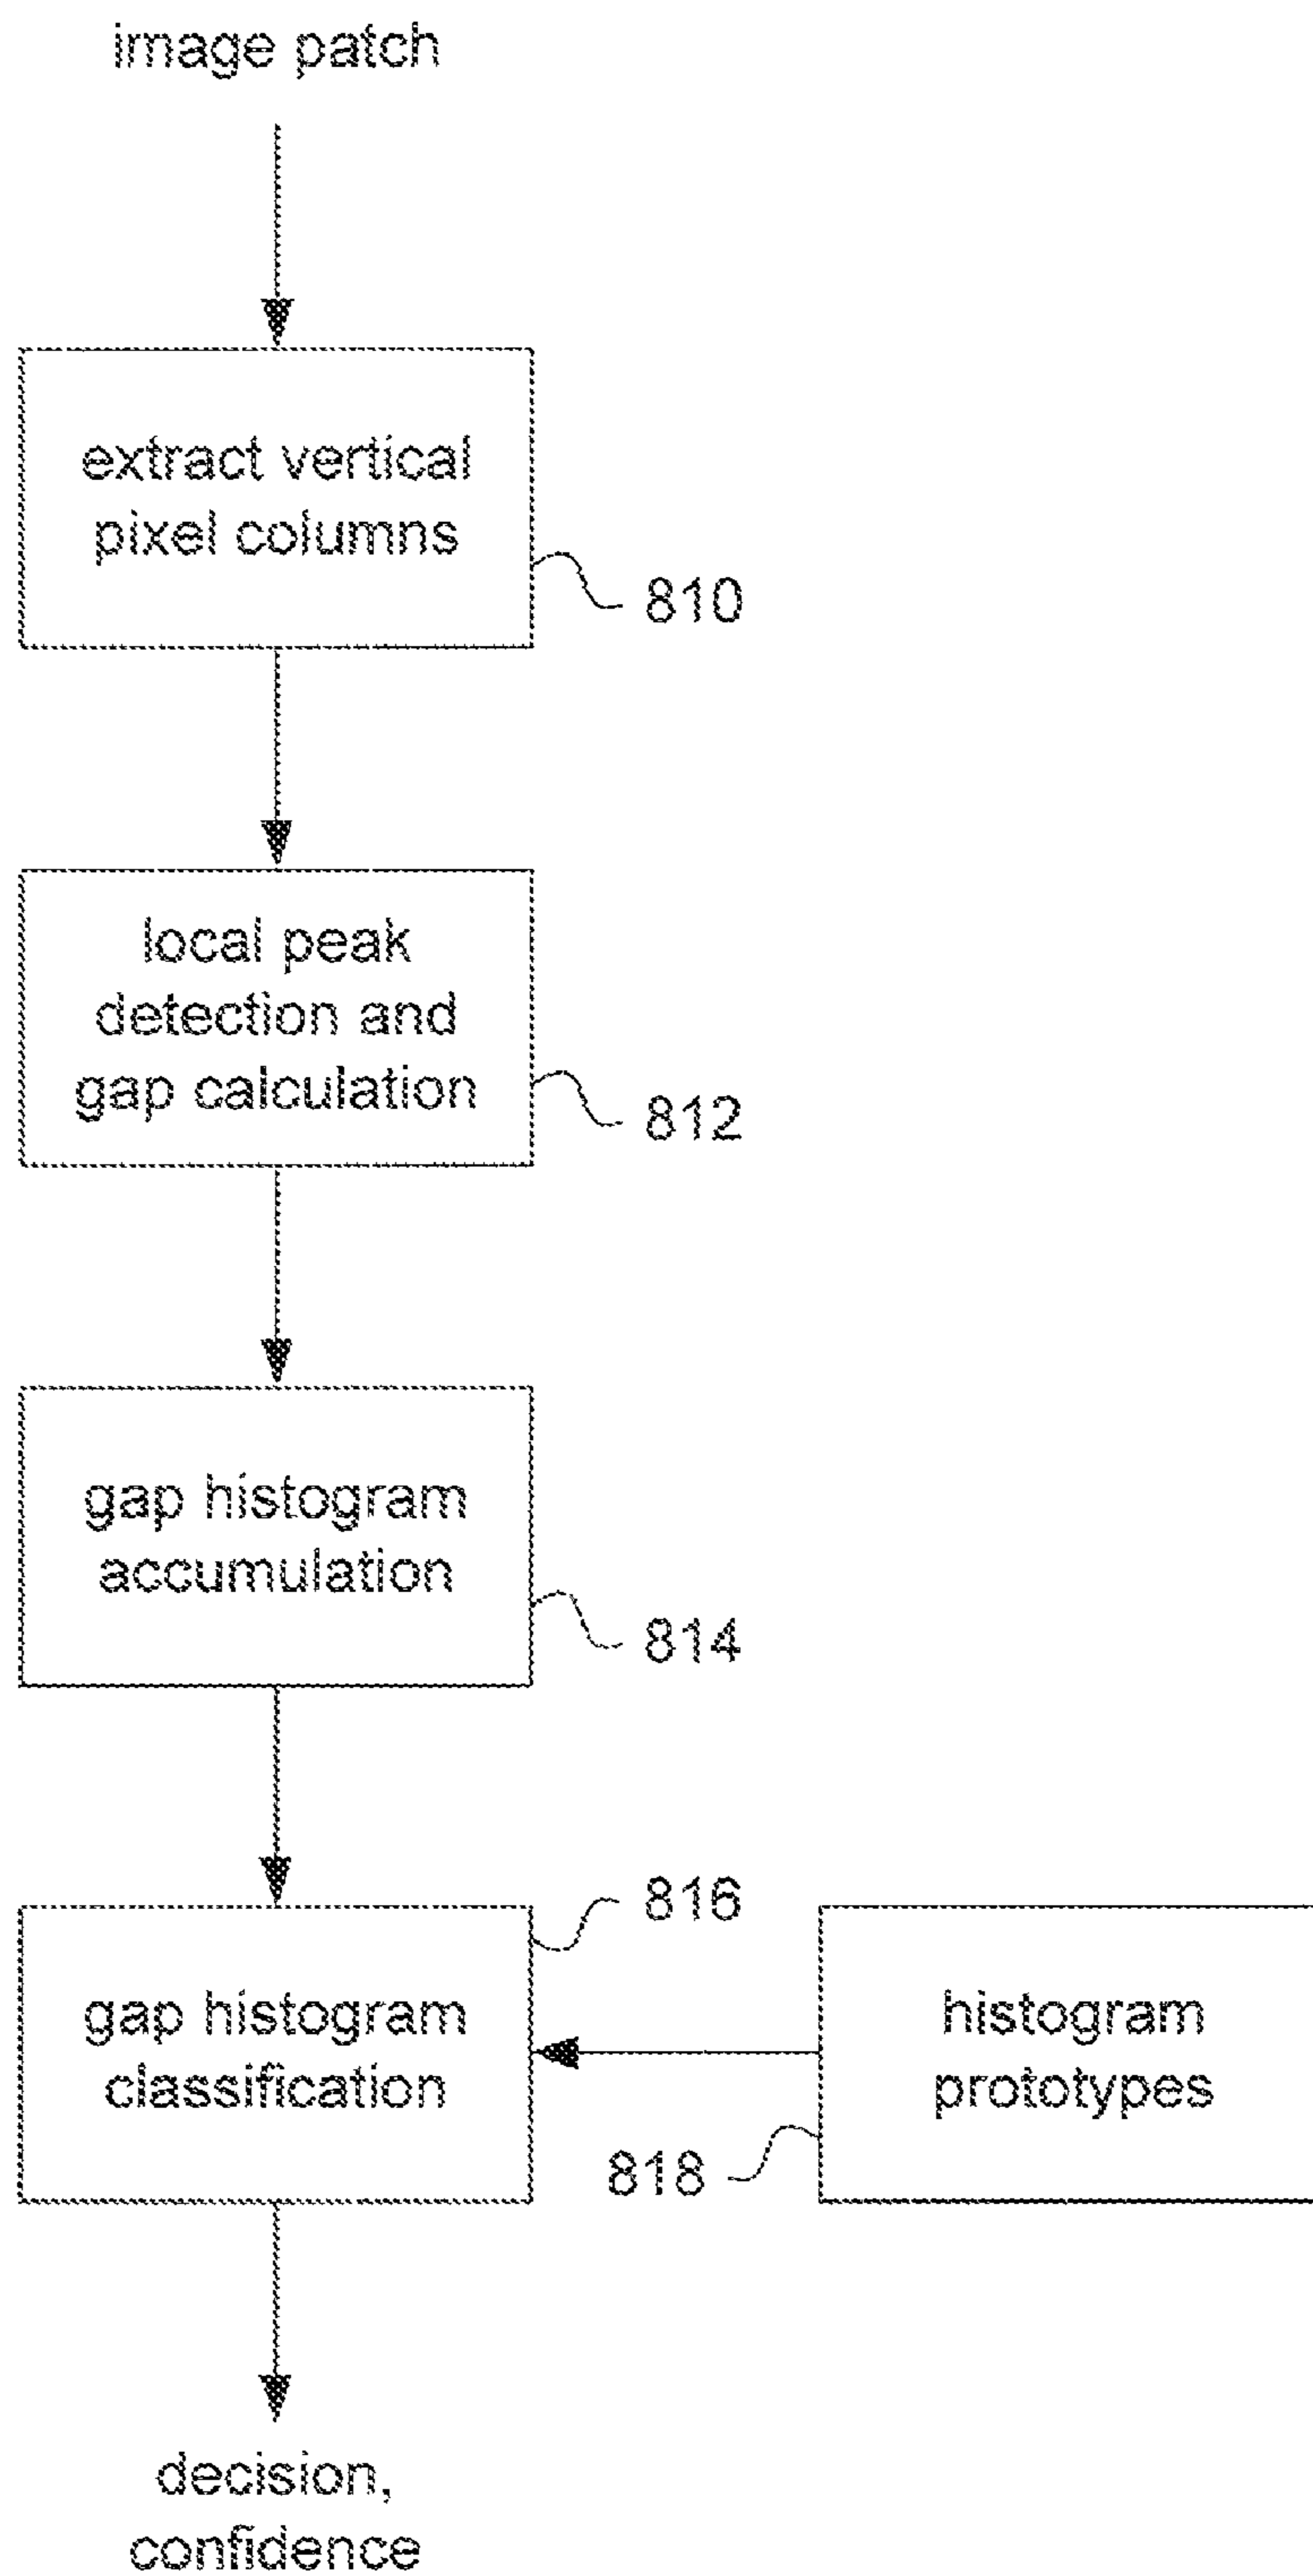 image patch
extract vertical
pixel columns
810
local peak
detection and
gap calculation
812
gap histogram
accumulation
814
816
gap histogram
classification
histogram
prototypes
818
decision,
confidence